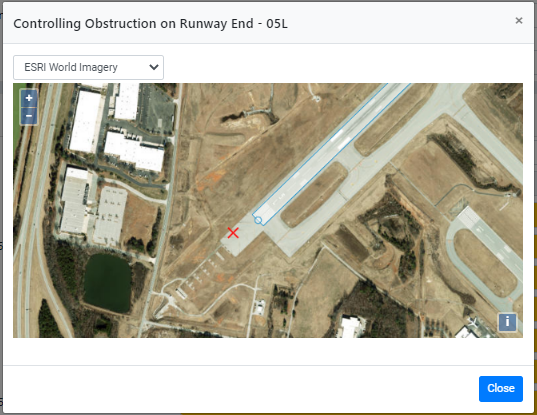 Controlling Obstruction on Runway End - 05L
×
ESRI World Imagery
+
−
i
Close